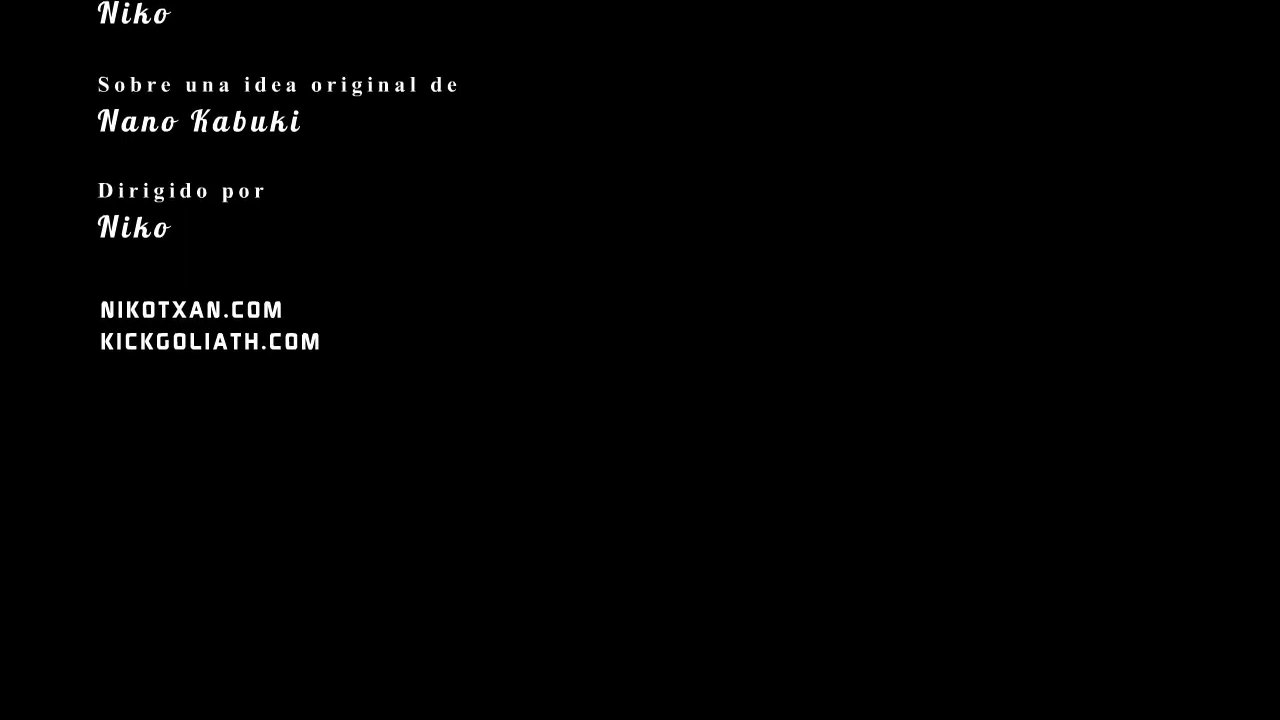 Niko
Sobre una idea original de
Nano Kabuki
Dirigido por
Niko
NIKOTXAN.COM
KICKGOLIATH.COM